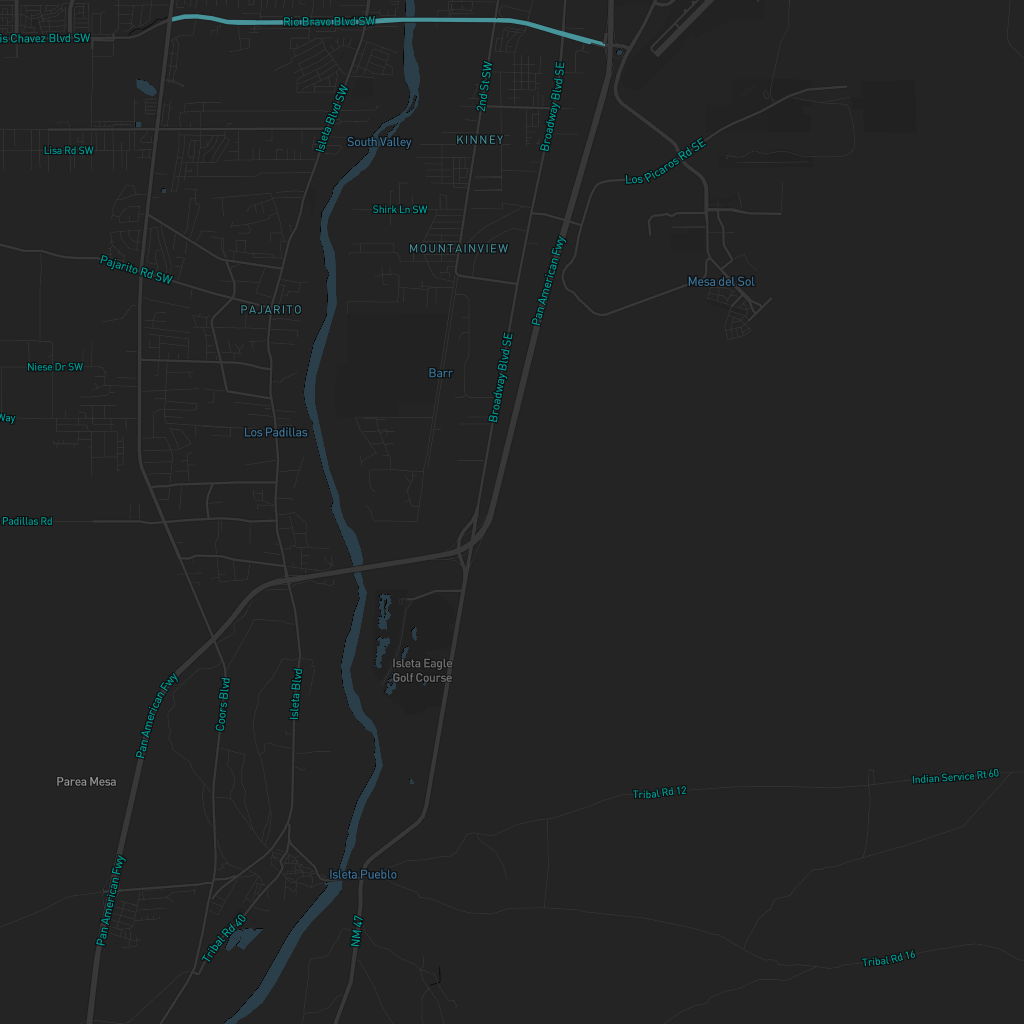 Rio Bravo Blvd SW
is Chavez Blvd SW
2nd St SW
Broadway Blvd SE
Isleta Blvd SW
South Valley
KINNEY
Lisa Rd SW
Los Picaros Rd SE
Shirk Ln SW
MOUNTAINVIEW
Pajarito Rd SW
Pan American Fwy
Mesa del Sol
PAJARITO
Niese Dr SW
Barr
Broadway Blvd SE
Way
Los Padillas
Padillas Rd
Isleta Eagle
Golf Course
Isleta Blvd
Coors Blvd
Pan American Fwy
Parea Mesa
Indian Service Rt 60
Tribal Rd 12
Isleta Pueblo
Pan American Fwy
NM 47
Tribal Rd 40
Tribal Rd 16